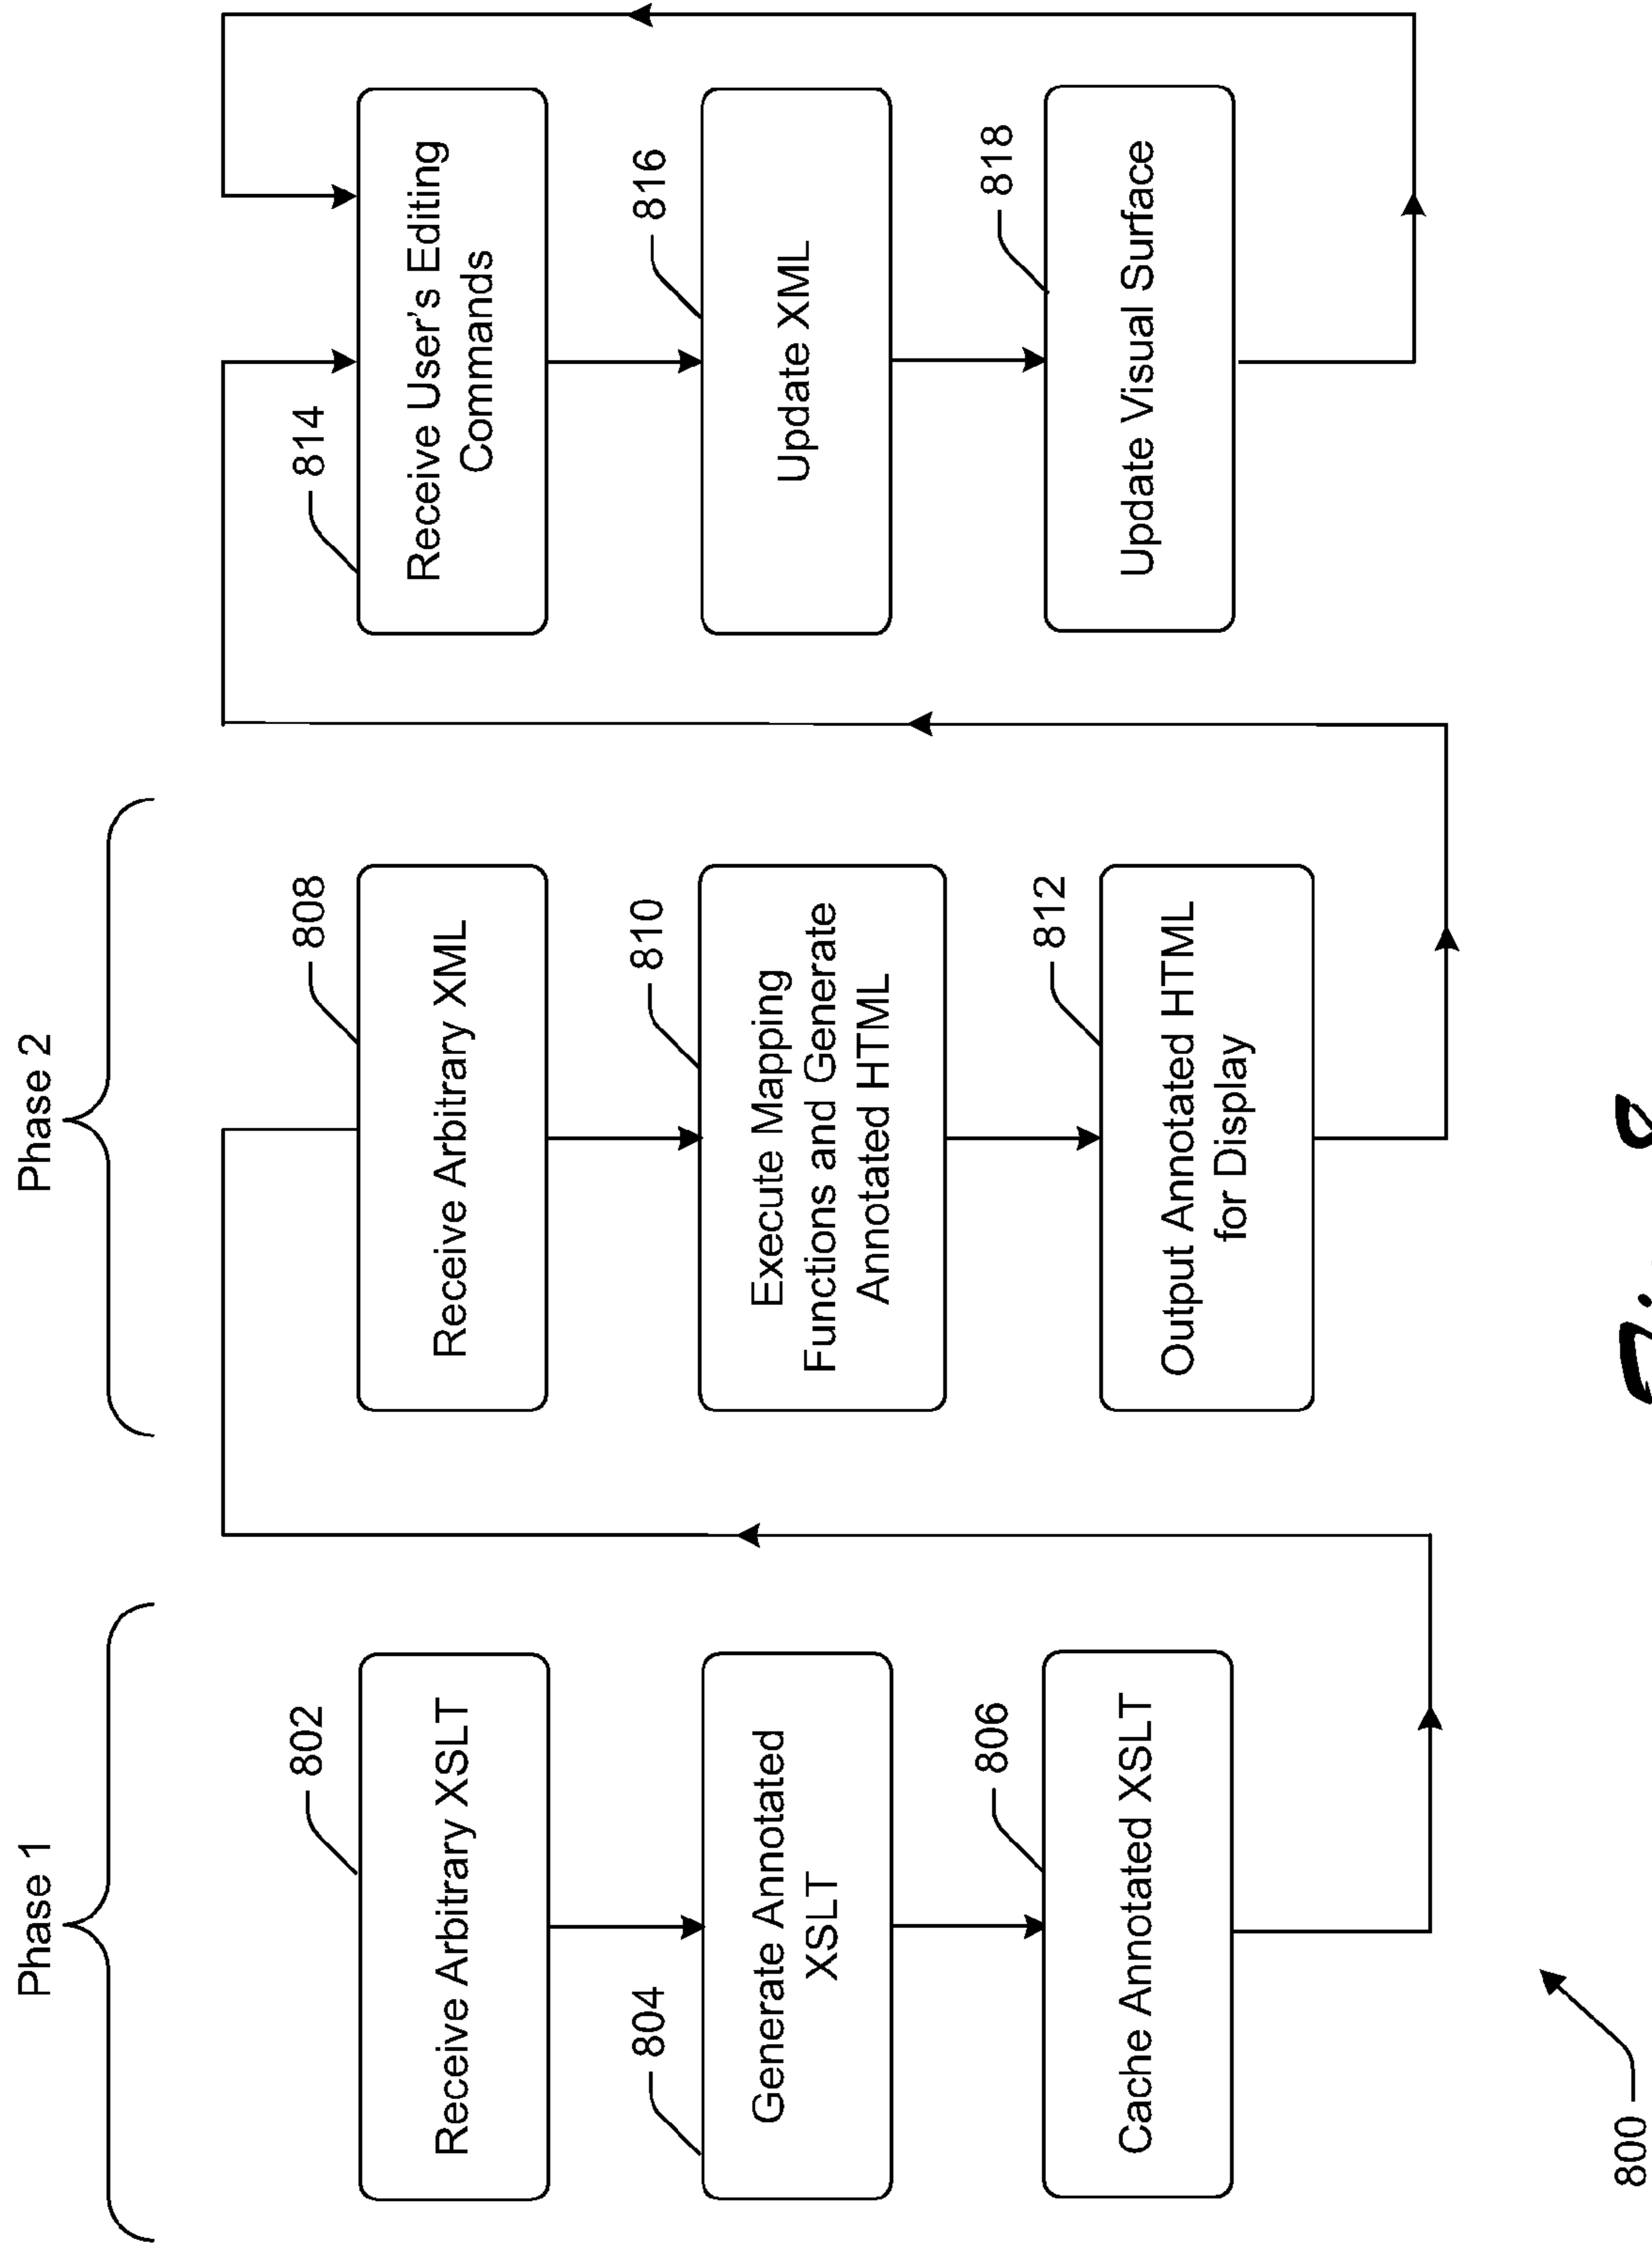 Phase 1
802
Receive Arbitrary XSLT
804
Generate Annotated
XSLT
806
Cache Annotated XSLT
Phase 2
808
Receive Arbitrary XML
810
Execute Mapping
Functions and Generate
Annotated HTML
812
Output Annotated HTML
for Display
814
Receive User's Editing
Commands
816
Update XML
818
Update Visual Surface
800